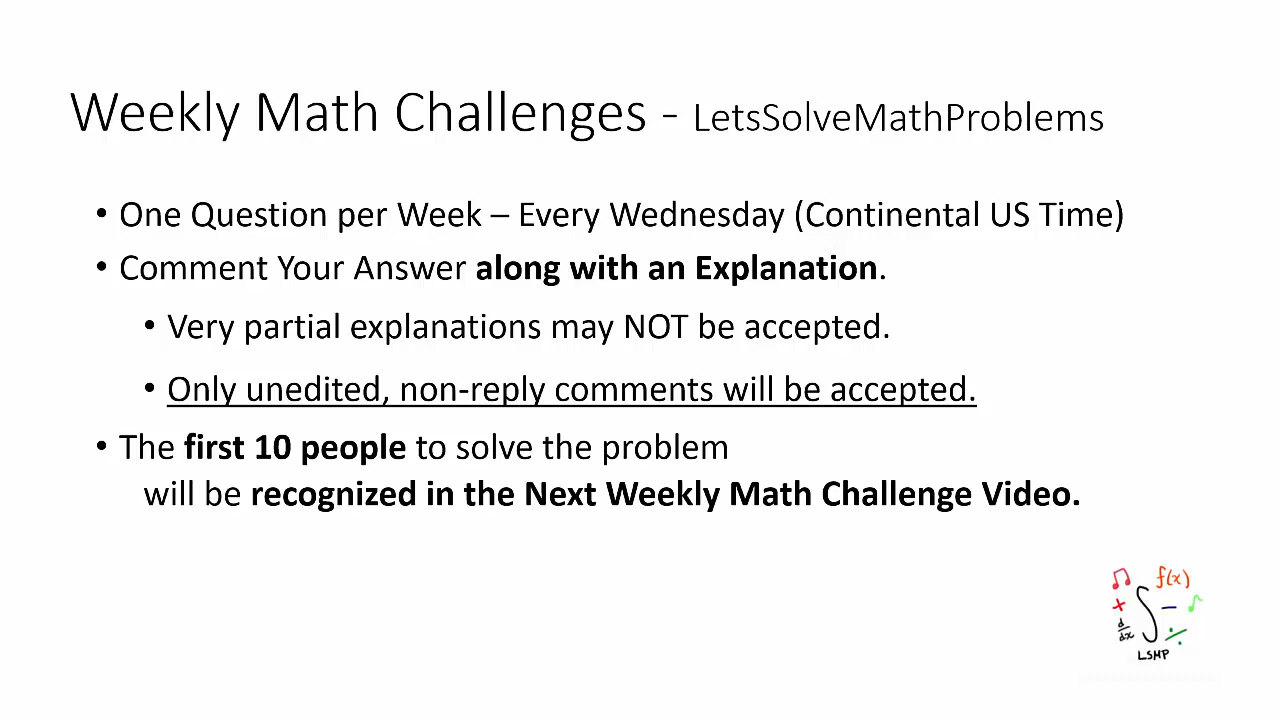 Weekly Math Challenges - LetsSolveMathProblems
• One Question per Week – Every Wednesday (Continental US Time)
• Comment Your Answer along with an Explanation.
• Very partial explanations may NOT be accepted.
• Only unedited, non-reply comments will be accepted.
• The first 10 people to solve the problem
will be recognized in the Next Weekly Math Challenge Video.
f(x)
+ ∫ −
d/dx ÷
LSMP